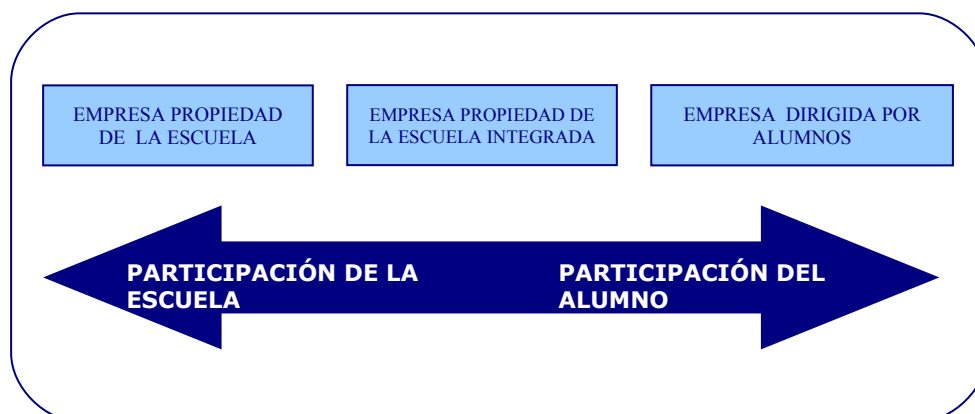 EMPRESA PROPIEDAD
DE LA ESCUELA
EMPRESA PROPIEDAD DE
LA ESCUELA INTEGRADA
EMPRESA DIRIGIDA POR
ALUMNOS
PARTICIPACIÓN DE LA
ESCUELA
PARTICIPACIÓN DEL
ALUMNO